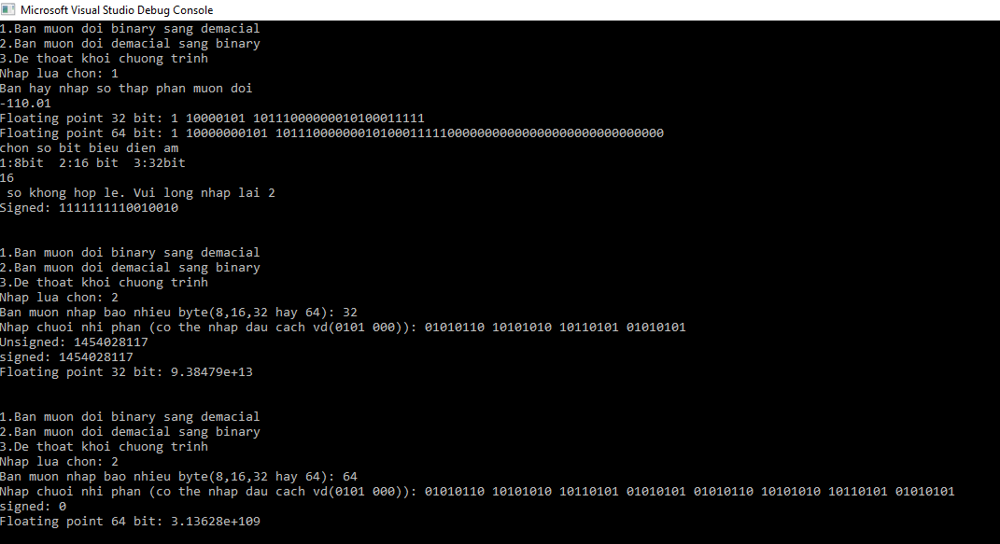 Microsoft Visual Studio Debug Console
1.Ban muon doi binary sang demacial
2.Ban muon doi demacial sang binary
3.De thoat khoi chuong trinh
Nhap lua chon: 1
Ban hay nhap so thap phan muon doi
-110.01
Floating point 32 bit: 1 10000101 10111000000010100011111
Floating point 64 bit: 1 10000000101 1011100000001010001111100000000000000000000000000000
chon so bit bieu dien am
1:8bit  2:16 bit  3:32bit
16
 so khong hop le. Vui long nhap lai 2
Signed: 1111111110010010
1.Ban muon doi binary sang demacial
2.Ban muon doi demacial sang binary
3.De thoat khoi chuong trinh
Nhap lua chon: 2
Ban muon nhap bao nhieu byte(8,16,32 hay 64): 32
Nhap chuoi nhi phan (co the nhap dau cach vd(0101 000)): 01010110 10101010 10110101 01010101
Unsigned: 1454028117
signed: 1454028117
Floating point 32 bit: 9.38479e+13
1.Ban muon doi binary sang demacial
2.Ban muon doi demacial sang binary
3.De thoat khoi chuong trinh
Nhap lua chon: 2
Ban muon nhap bao nhieu byte(8,16,32 hay 64): 64
Nhap chuoi nhi phan (co the nhap dau cach vd(0101 000)): 01010110 10101010 10110101 01010101 01010110 10101010 10110101 01010101
signed: 0
Floating point 64 bit: 3.13628e+109